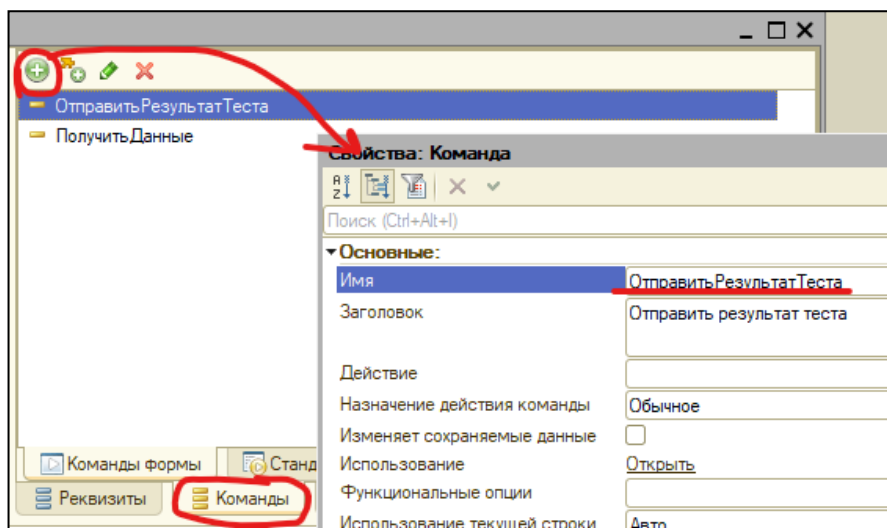 ОтправитьРезультатТеста
ПолучитьДанные
Свойства: Команда
Поиск (Ctrl+Alt+I)
Основные:
Имя ОтправитьРезультатТеста
Заголовок Отправить результат теста
Действие
Назначение действия команды Обычное
Изменяет сохраняемые данные
Использование Открыть
Функциональные опции
Использование текущей строки Авто
Команды формы Станд
Реквизиты Команды